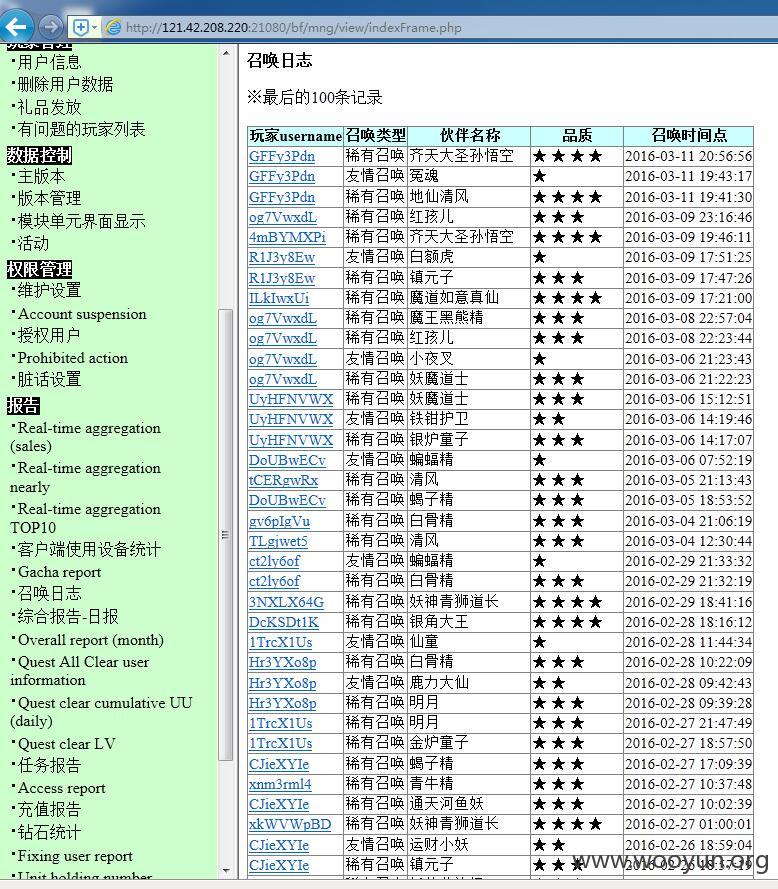 http://121.42.208.220:21080/bf/mng/view/indexFrame.php
·用户信息
·删除用户数据
·礼品发放
·有问题的玩家列表
数据控制
·主版本
·版本管理
·模块单元界面显示
·活动
权限管理
·维护设置
·Account suspension
·授权用户
·Prohibited action
·脏话设置
报告
·Real-time aggregation
(sales)
·Real-time aggregation
nearly
·Real-time aggregation
TOP10
·客户端使用设备统计
·Gacha report
·召唤日志
·综合报告-日报
·Overall report (month)
·Quest All Clear user
information
·Quest clear cumulative UU
(daily)
·Quest clear LV
·任务报告
·Access report
·充值报告
·钻石统计
·Fixing user report
·Unit holding number
召唤日志
※最后的100条记录
玩家username 召唤类型 伙伴名称 品质 召唤时间点
GFFy3Pdn 稀有召唤 齐天大圣孙悟空 ★★★★ 2016-03-11 20:56:56
GFFy3Pdn 友情召唤 冤魂 ★ 2016-03-11 19:43:17
GFFy3Pdn 稀有召唤 地仙清风 ★★★★ 2016-03-11 19:41:30
og7VwxdL 稀有召唤 红孩儿 ★★★ 2016-03-09 23:16:46
4mBYMXPi 稀有召唤 齐天大圣孙悟空 ★★★★ 2016-03-09 19:46:11
R1J3y8Ew 友情召唤 白额虎 ★ 2016-03-09 17:51:25
R1J3y8Ew 稀有召唤 镇元子 ★★★ 2016-03-09 17:47:26
ILkIwxUi 稀有召唤 魔道如意真仙 ★★★★ 2016-03-09 17:21:00
og7VwxdL 稀有召唤 魔王黑熊精 ★★★ 2016-03-08 22:57:04
og7VwxdL 稀有召唤 红孩儿 ★★★ 2016-03-08 22:23:44
og7VwxdL 友情召唤 小夜叉 ★ 2016-03-06 21:23:43
og7VwxdL 稀有召唤 妖魔道士 ★★★ 2016-03-06 21:22:23
UyHFNVWX 稀有召唤 妖魔道士 ★★★ 2016-03-06 15:12:51
UyHFNVWX 友情召唤 铁钳护卫 ★★ 2016-03-06 14:19:46
UyHFNVWX 稀有召唤 银炉童子 ★★★ 2016-03-06 14:17:07
DoUBwECv 友情召唤 蝙蝠精 ★ 2016-03-06 07:52:19
tCERgwRx 稀有召唤 清风 ★★★ 2016-03-05 21:13:43
DoUBwECv 稀有召唤 蝎子精 ★★★ 2016-03-05 18:53:52
gv6pIgVu 稀有召唤 白骨精 ★★★ 2016-03-04 21:06:19
TLgjwet5 稀有召唤 清风 ★★★ 2016-03-04 12:30:44
ct2ly6of 友情召唤 蝙蝠精 ★ 2016-02-29 21:33:32
ct2ly6of 稀有召唤 白骨精 ★★★ 2016-02-29 21:32:19
3NXLX64G 稀有召唤 妖神青狮道长 ★★★★ 2016-02-29 18:41:16
DcKSDt1K 稀有召唤 银角大王 ★★★★ 2016-02-28 18:16:12
1TrcX1Us 友情召唤 仙童 ★ 2016-02-28 11:44:34
Hr3YXo8p 稀有召唤 白骨精 ★★★ 2016-02-28 10:22:09
Hr3YXo8p 友情召唤 鹿力大仙 ★★ 2016-02-28 09:42:43
Hr3YXo8p 稀有召唤 明月 ★★★ 2016-02-28 09:39:28
1TrcX1Us 稀有召唤 明月 ★★★ 2016-02-27 21:47:49
1TrcX1Us 稀有召唤 金炉童子 ★★★ 2016-02-27 18:57:50
CJieXYIe 稀有召唤 蝎子精 ★★★ 2016-02-27 17:09:39
xnm3rml4 稀有召唤 青牛精 ★★★ 2016-02-27 10:37:48
CJieXYIe 稀有召唤 通天河鱼妖 ★★★ 2016-02-27 10:02:39
xkWVWpBD 稀有召唤 妖神青狮道长 ★★★★ 2016-02-27 01:00:01
CJieXYIe 友情召唤 运财小妖 ★★ 2016-02-26 18:59:04
CJieXYIe 稀有召唤 镇元子 ★★★ 2016-02-26 18:37:19
www.wooyun.org